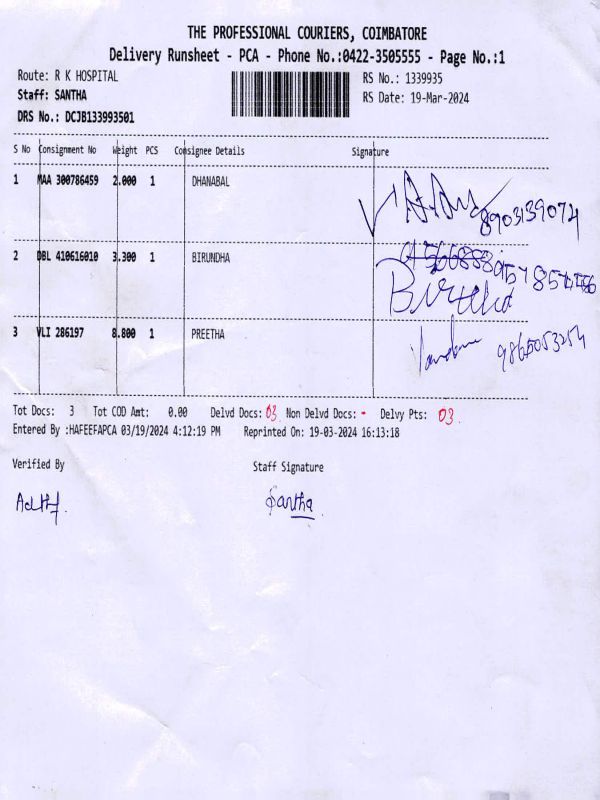 THE PROFESSIONAL COURIERS, COIMBATORE
Delivery Runsheet - PCA - Phone No.:0422-3505555 - Page No.:1
Route: R K HOSPITAL RS No.: 1339935
Staff: SANTHA RS Date: 19-Mar-2024
DRS No.: DCJB133993501
S No Consignment No Weight PCS Consignee Details Signature
1 MAA 300786459 2.000 1 DHANABAL
8903139074
2 DBL 410616010 3.300 1 BIRUNDHA
Birundha
3 VLI 286197 8.800 1 PREETHA
9865053254
Tot Docs: 3 Tot COD Amt: 0.00 Delvd Docs: 03 Non Delvd Docs: - Delvy Pts: 03.
Entered By :HAFEEFAPCA 03/19/2024 4:12:19 PM Reprinted On: 19-03-2024 16:13:18
Verified By Staff Signature
Santha